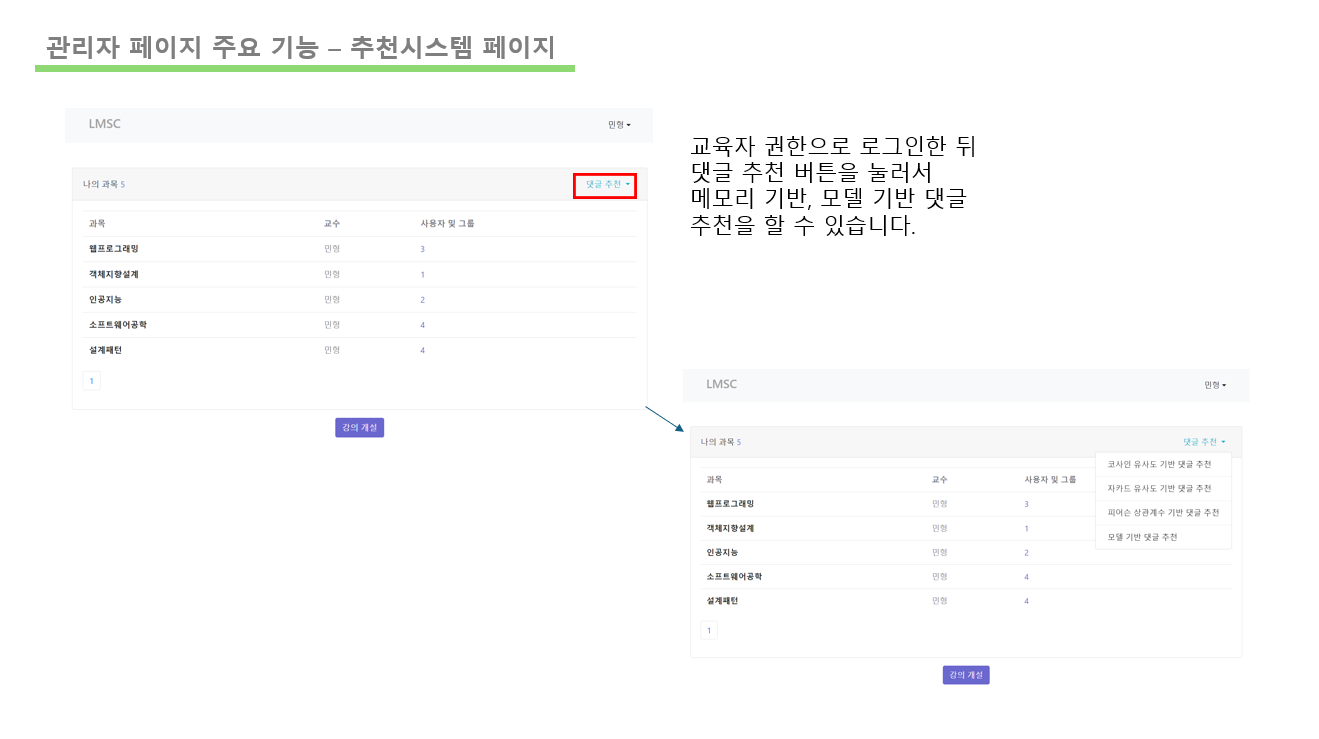 관리자 페이지 주요 기능 – 추천시스템 페이지
LMSC
민형
나의 과목 5
댓글 추천
과목 교수 사용자 및 그룹
웹프로그래밍 민형 3
객체지향설계 민형 1
인공지능 민형 2
소프트웨어공학 민형 4
설계패턴 민형 4
1
강의 개설
교육자 권한으로 로그인한 뒤
댓글 추천 버튼을 눌러서
메모리 기반, 모델 기반 댓글
추천을 할 수 있습니다.
LMSC
민형
나의 과목 5
댓글 추천
코사인 유사도 기반 댓글 추천
자카드 유사도 기반 댓글 추천
피어슨 상관계수 기반 댓글 추천
모델 기반 댓글 추천
과목 교수 사용자 및 그룹
웹프로그래밍 민형 3
객체지향설계 민형 1
인공지능 민형 2
소프트웨어공학 민형 4
설계패턴 민형 4
1
강의 개설